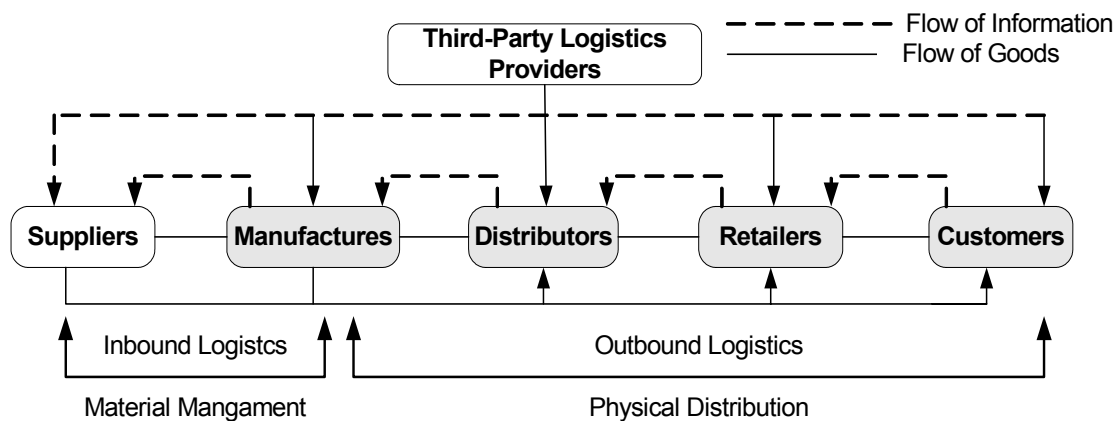 Flow of Information
Flow of Goods
Third-Party Logistics
Providers
Suppliers
Manufactures
Distributors
Retailers
Customers
Inbound Logistcs
Outbound Logistics
Material Mangament
Physical Distribution